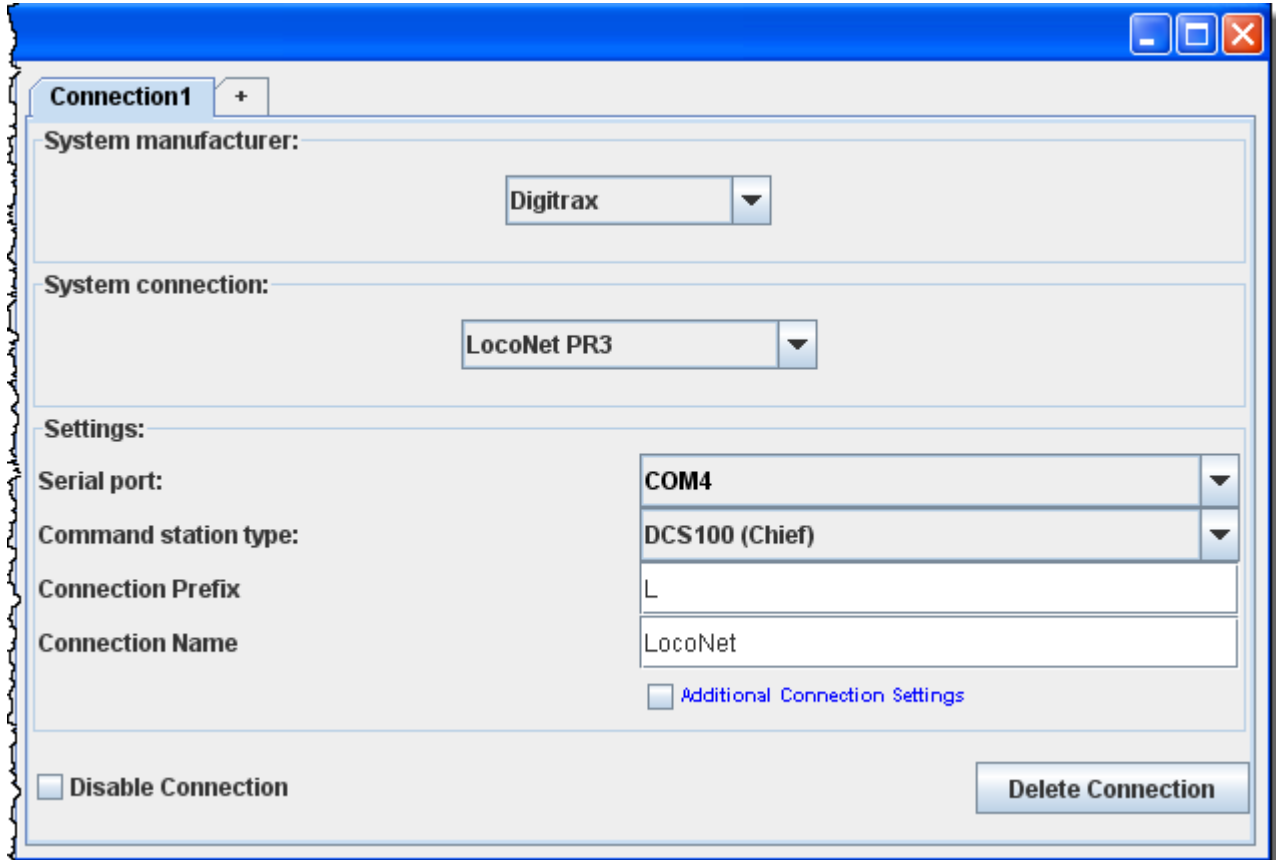 Connection1 +
System manufacturer:
Digitrax
System connection:
LocoNet PR3
Settings:
Serial port: COM4
Command station type: DCS100 (Chief)
Connection Prefix L
Connection Name LocoNet
Additional Connection Settings
Disable Connection Delete Connection